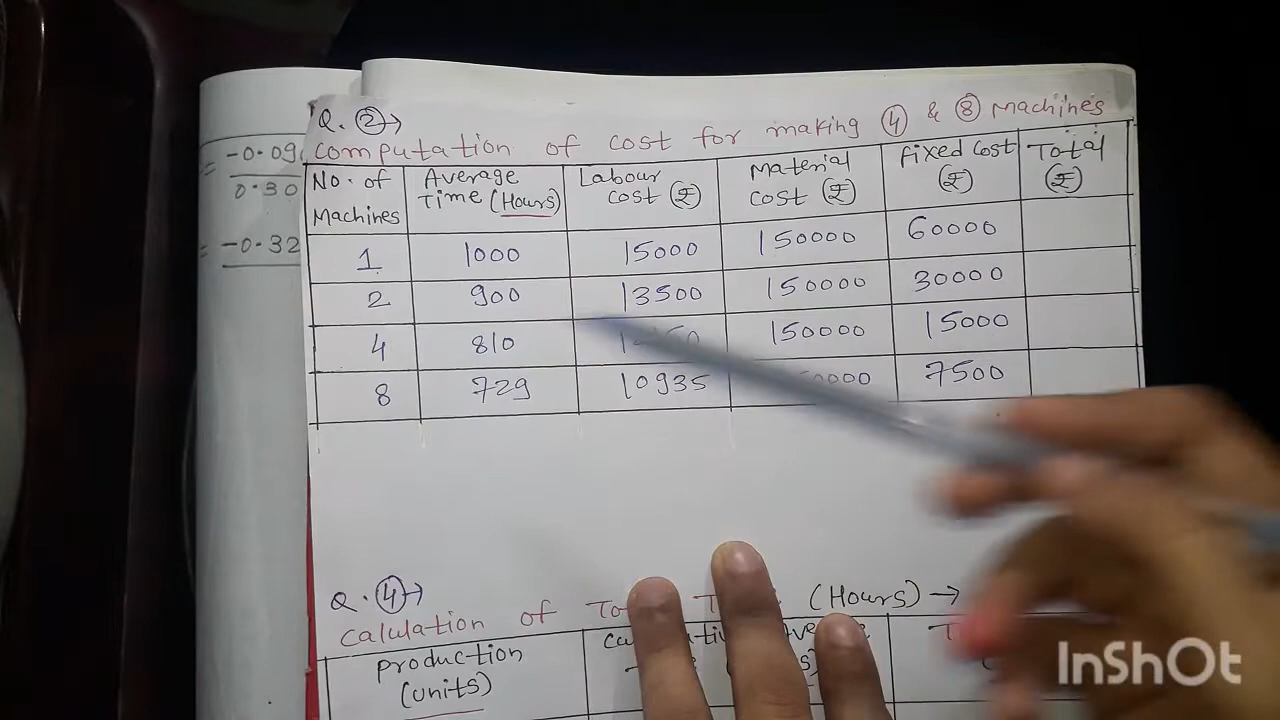 Q. ②→
computation of cost for making ④ & ⑧ Machines
No. of Machines Average Time (Hours) Labour cost (₹) Material cost (₹) fixed cost (₹) Total (₹)
1 1000 15000 150000 60000
2 900 13500 150000 30000
4 810 150000 15000
8 729 10935 7500
-0.09
= 0.30
= -0.32
Q. ④→
calulation of (Hours) →
production (units)
InShOt